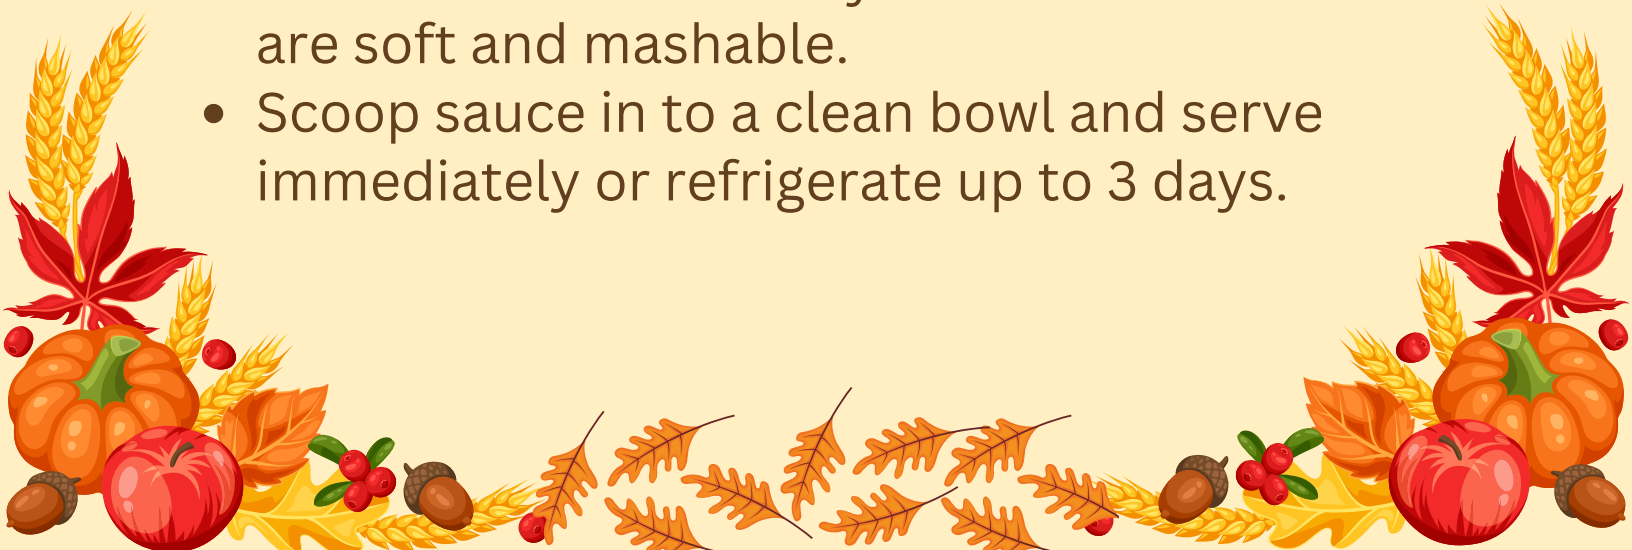 are soft and mashable.
• Scoop sauce in to a clean bowl and serve
immediately or refrigerate up to 3 days.